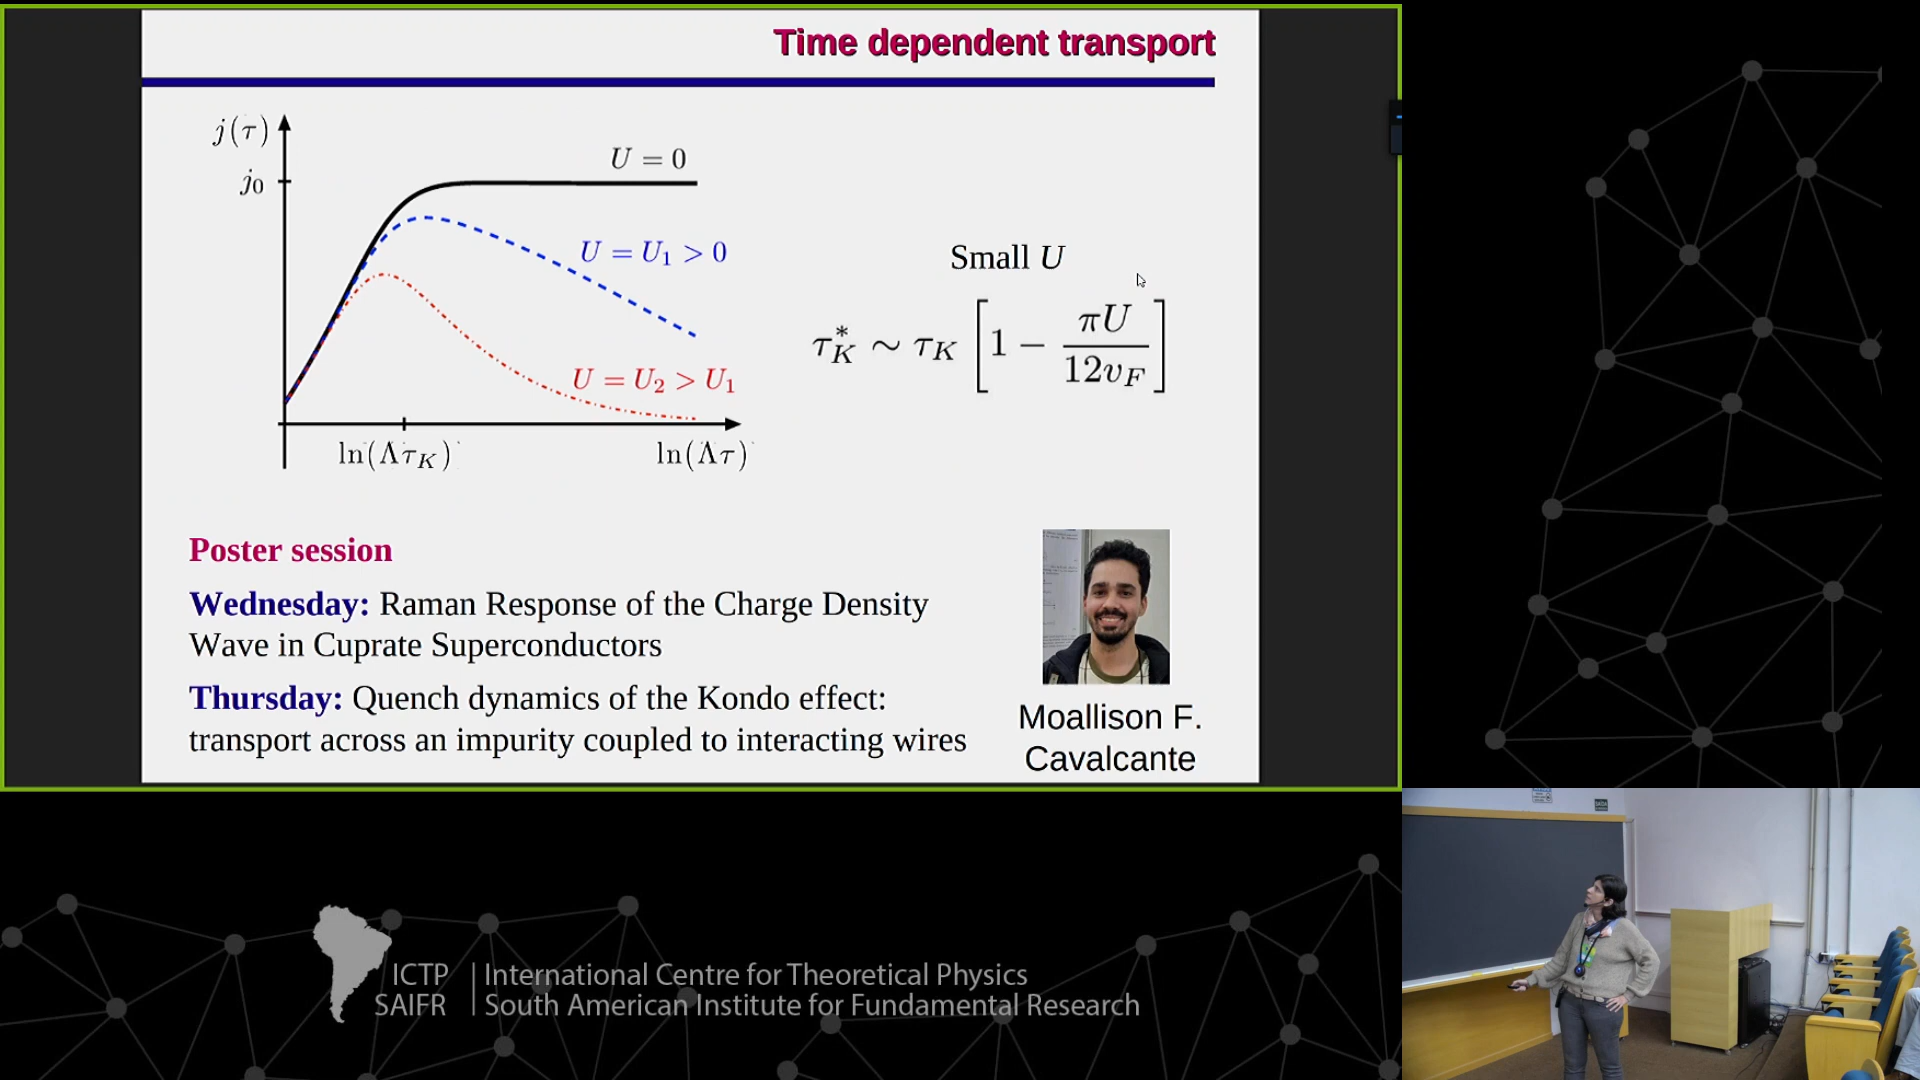 Time dependent transport
j(τ)
j₀
U = 0
U = U₁ > 0
U = U₂ > U₁
ln(Λτ_K)
ln(Λτ)
Small U
τ*_K ∼ τ_K [1 − πU / 12v_F]
Poster session
Wednesday: Raman Response of the Charge Density
Wave in Cuprate Superconductors
Thursday: Quench dynamics of the Kondo effect:
transport across an impurity coupled to interacting wires
Moallison F.
Cavalcante
ICTP | International Centre for Theoretical Physics
SAIFR | South American Institute for Fundamental Research